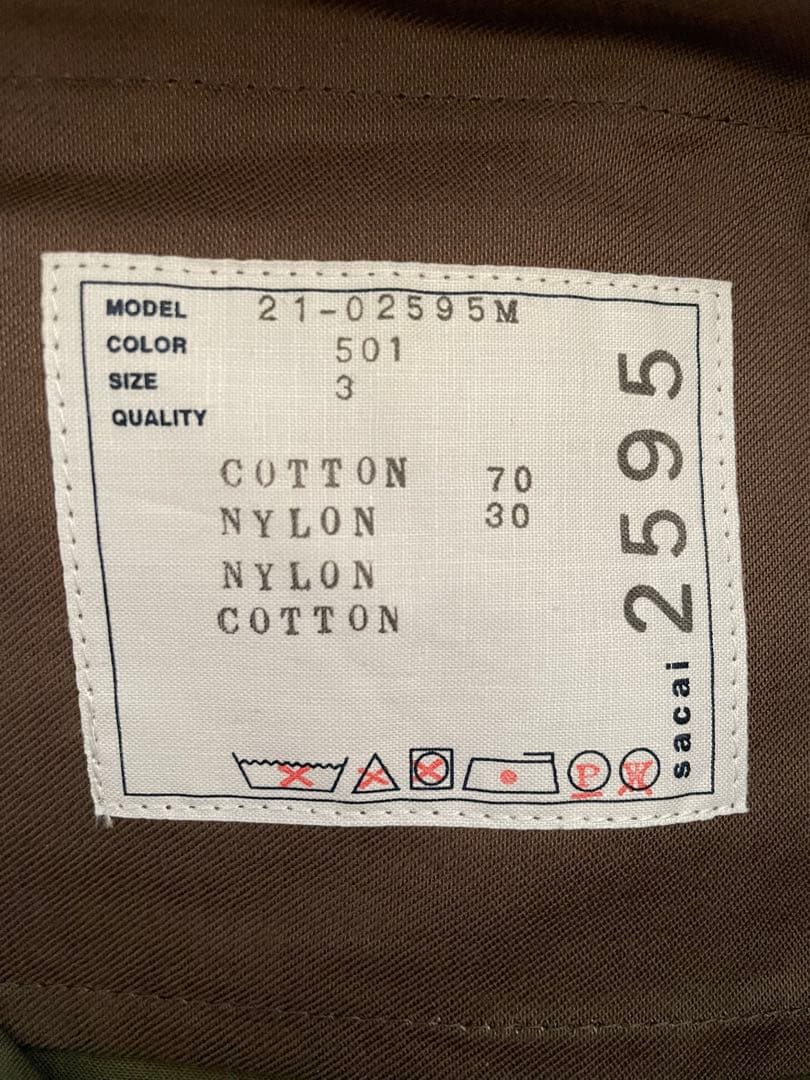 MODEL 21-02595M
COLOR 501
SIZE 3
QUALITY
COTTON 70
NYLON 30
NYLON
COTTON
P W
sacai 2595